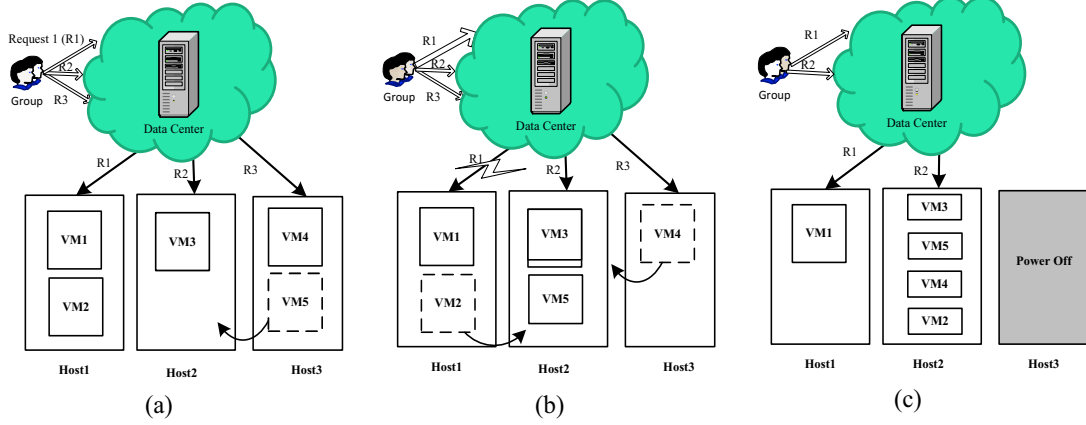 Request 1 (R1)
R2
R3
Group
Data Center
R1
R2
R3
VM1
VM2
VM3
VM4
VM5
Host1
Host2
Host3
(a)
R1
R2
R3
Group
Data Center
R1
R2
R3
VM1
VM2
VM3
VM5
VM4
Host1
Host2
Host3
(b)
R1
R2
Group
Data Center
R1
R2
VM1
VM3
VM5
VM4
VM2
Power Off
Host1
Host2
Host3
(c)